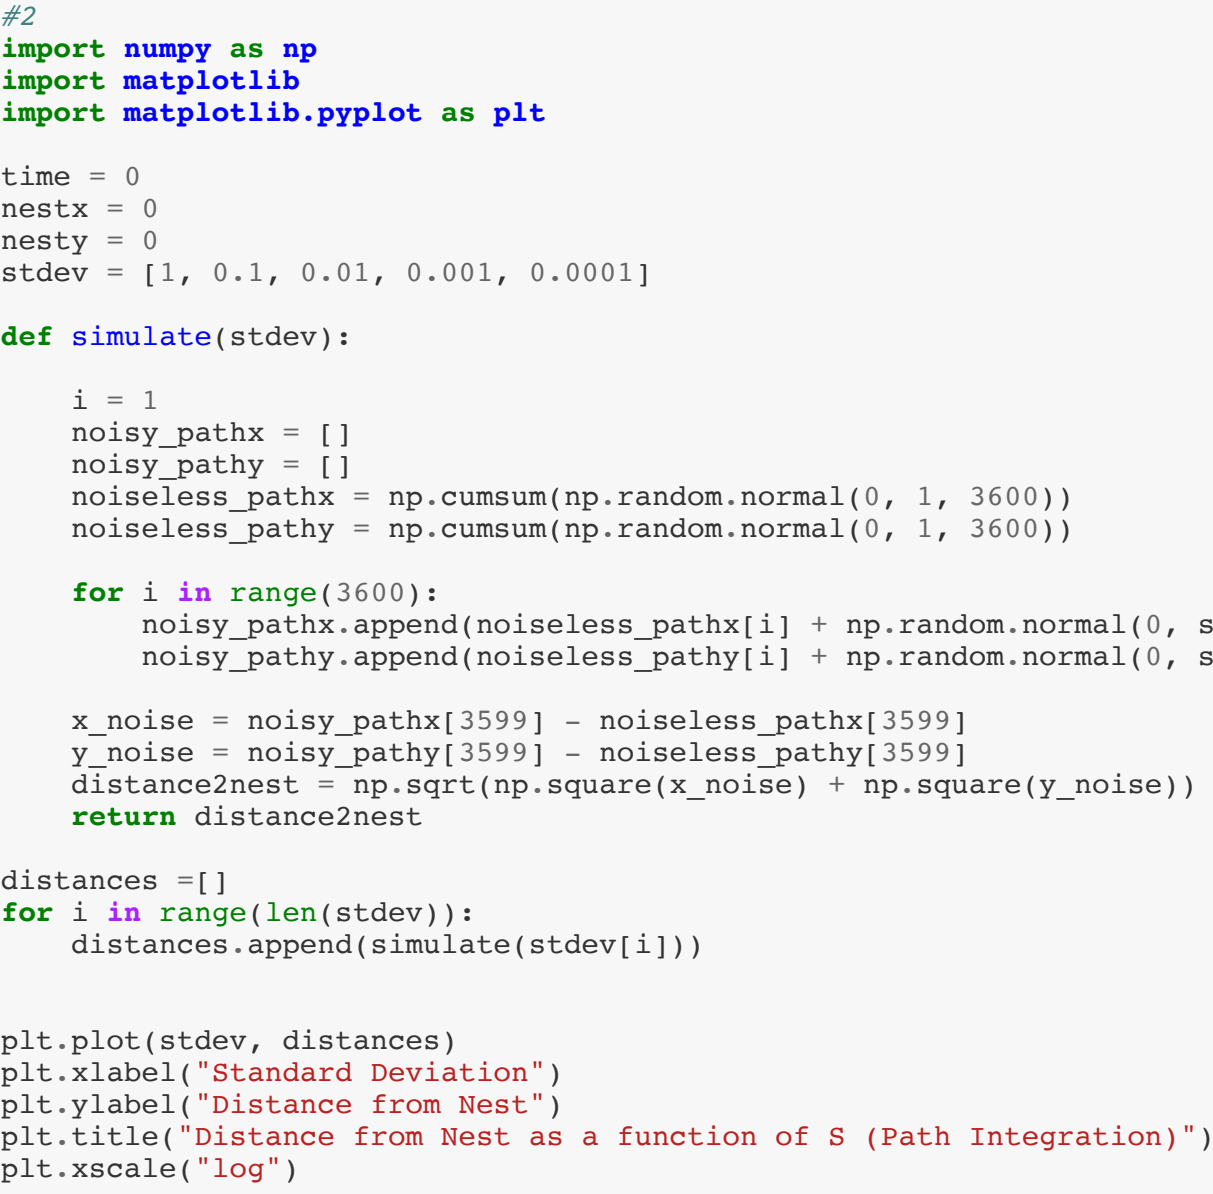 #2
import numpy as np
import matplotlib
import matplotlib.pyplot as plt

time = 0
nestx = 0
nesty = 0
stdev = [1, 0.1, 0.01, 0.001, 0.0001]

def simulate(stdev):

    i = 1
    noisy_pathx = []
    noisy_pathy = []
    noiseless_pathx = np.cumsum(np.random.normal(0, 1, 3600))
    noiseless_pathy = np.cumsum(np.random.normal(0, 1, 3600))

    for i in range(3600):
        noisy_pathx.append(noiseless_pathx[i] + np.random.normal(0, s
        noisy_pathy.append(noiseless_pathy[i] + np.random.normal(0, s

    x_noise = noisy_pathx[3599] - noiseless_pathx[3599]
    y_noise = noisy_pathy[3599] - noiseless_pathy[3599]
    distance2nest = np.sqrt(np.square(x_noise) + np.square(y_noise))
    return distance2nest

distances =[]
for i in range(len(stdev)):
    distances.append(simulate(stdev[i]))


plt.plot(stdev, distances)
plt.xlabel("Standard Deviation")
plt.ylabel("Distance from Nest")
plt.title("Distance from Nest as a function of S (Path Integration)")
plt.xscale("log")